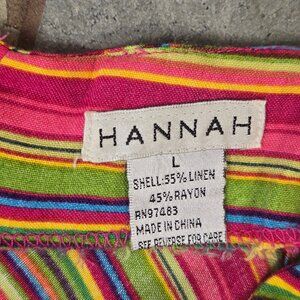 HANNAH
L
SHELL:55% LINEN
45% RAYON
RN97483
MADE IN CHINA
SEE REVERSE FOR CARE